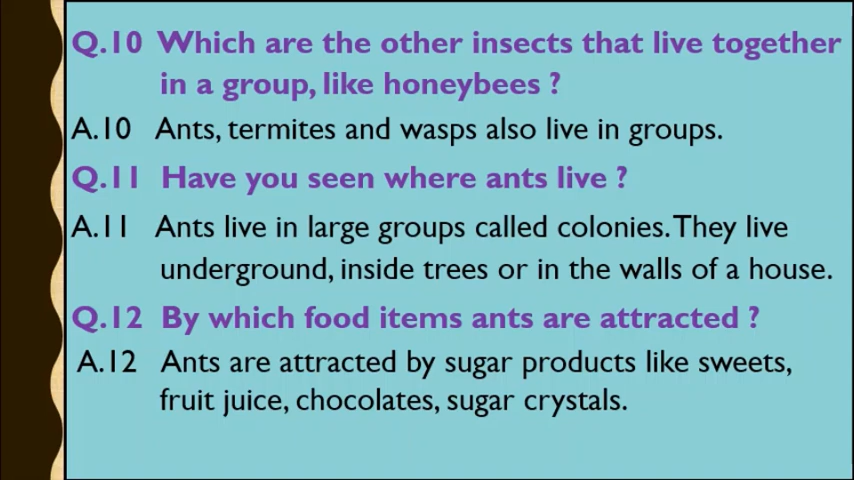 Q.10 Which are the other insects that live together
in a group, like honeybees ?
A.10 Ants, termites and wasps also live in groups.
Q.11 Have you seen where ants live ?
A.11 Ants live in large groups called colonies. They live
underground, inside trees or in the walls of a house.
Q.12 By which food items ants are attracted ?
A.12 Ants are attracted by sugar products like sweets,
fruit juice, chocolates, sugar crystals.